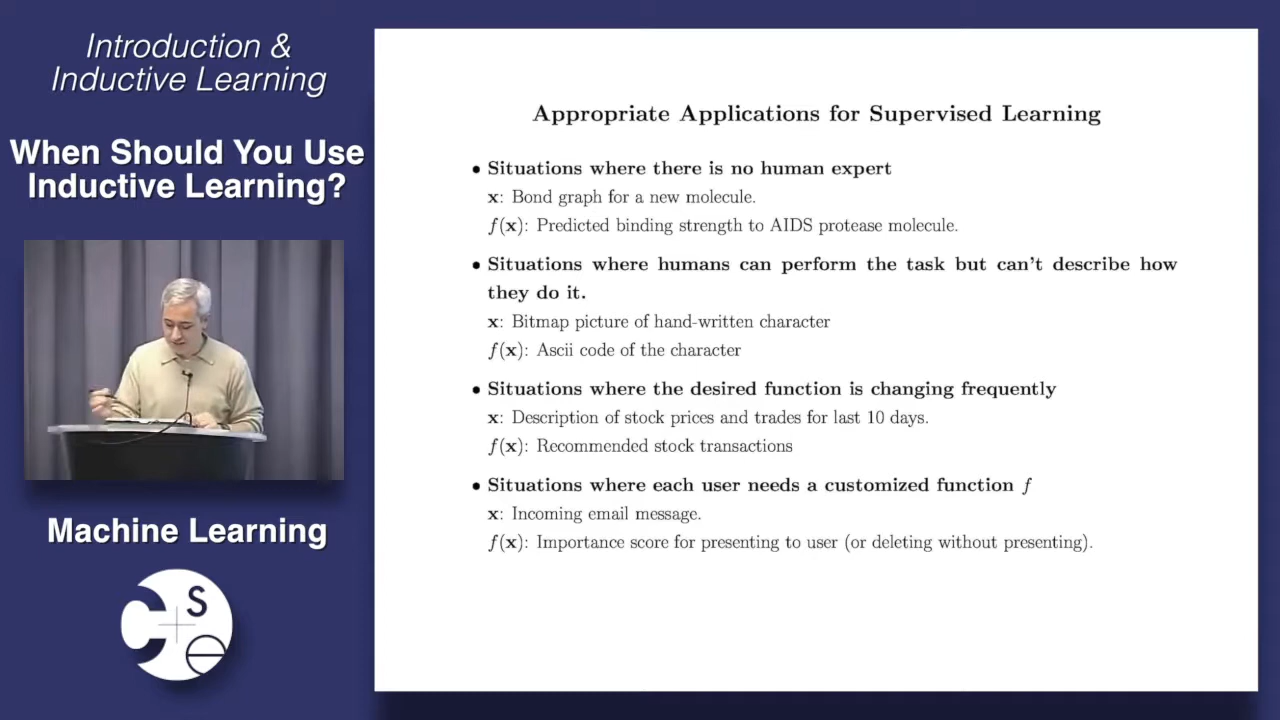 Introduction &
Inductive Learning
When Should You Use
Inductive Learning?
Machine Learning
C S e
Appropriate Applications for Supervised Learning
• Situations where there is no human expert
x: Bond graph for a new molecule.
f(x): Predicted binding strength to AIDS protease molecule.
• Situations where humans can perform the task but can't describe how
they do it.
x: Bitmap picture of hand-written character
f(x): Ascii code of the character
• Situations where the desired function is changing frequently
x: Description of stock prices and trades for last 10 days.
f(x): Recommended stock transactions
• Situations where each user needs a customized function f
x: Incoming email message.
f(x): Importance score for presenting to user (or deleting without presenting).